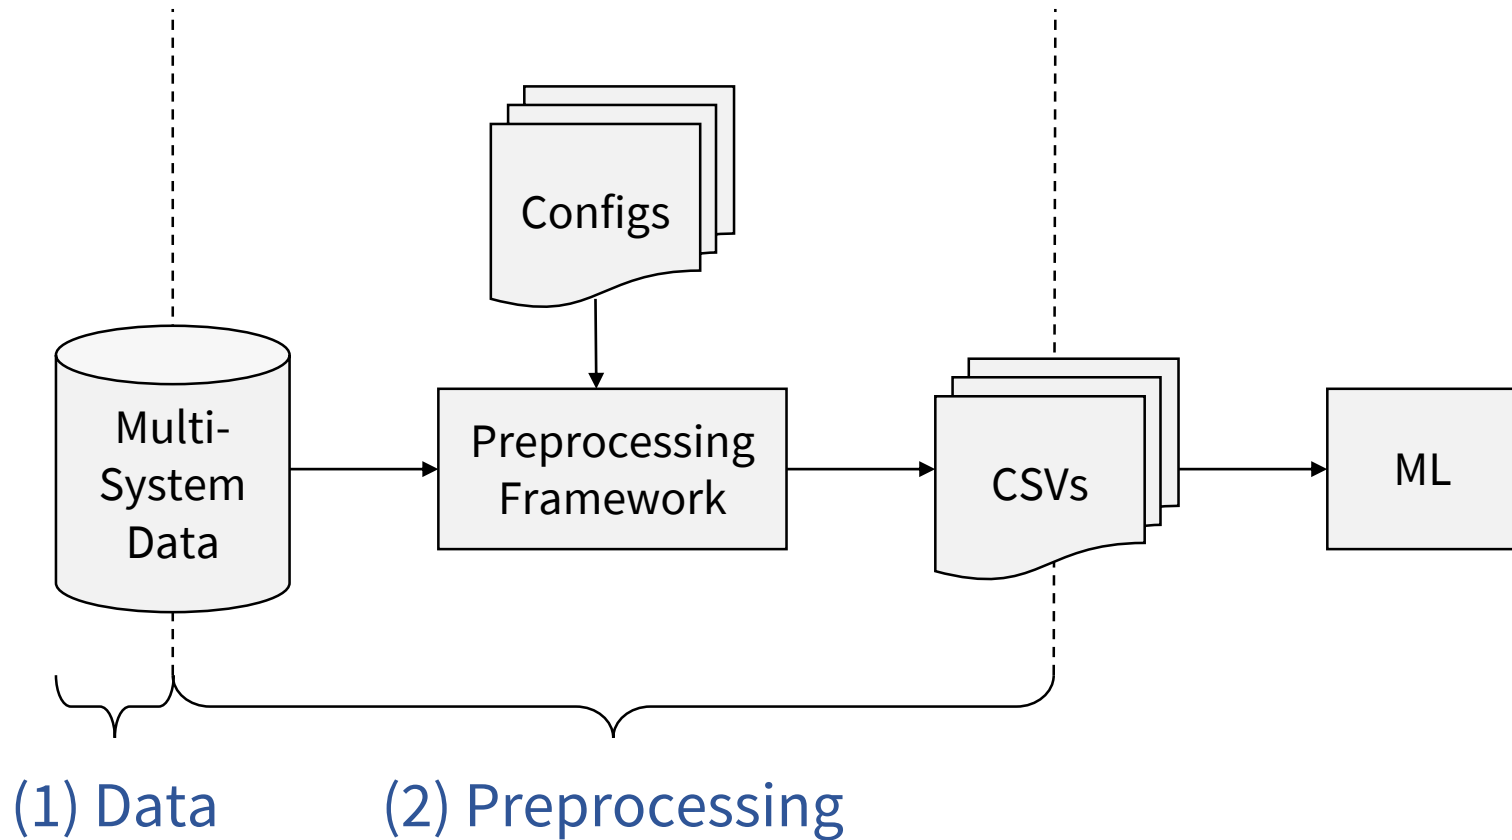 Configs
Multi-
System
Data
Preprocessing
Framework
CSVs
ML
(1) Data
(2) Preprocessing